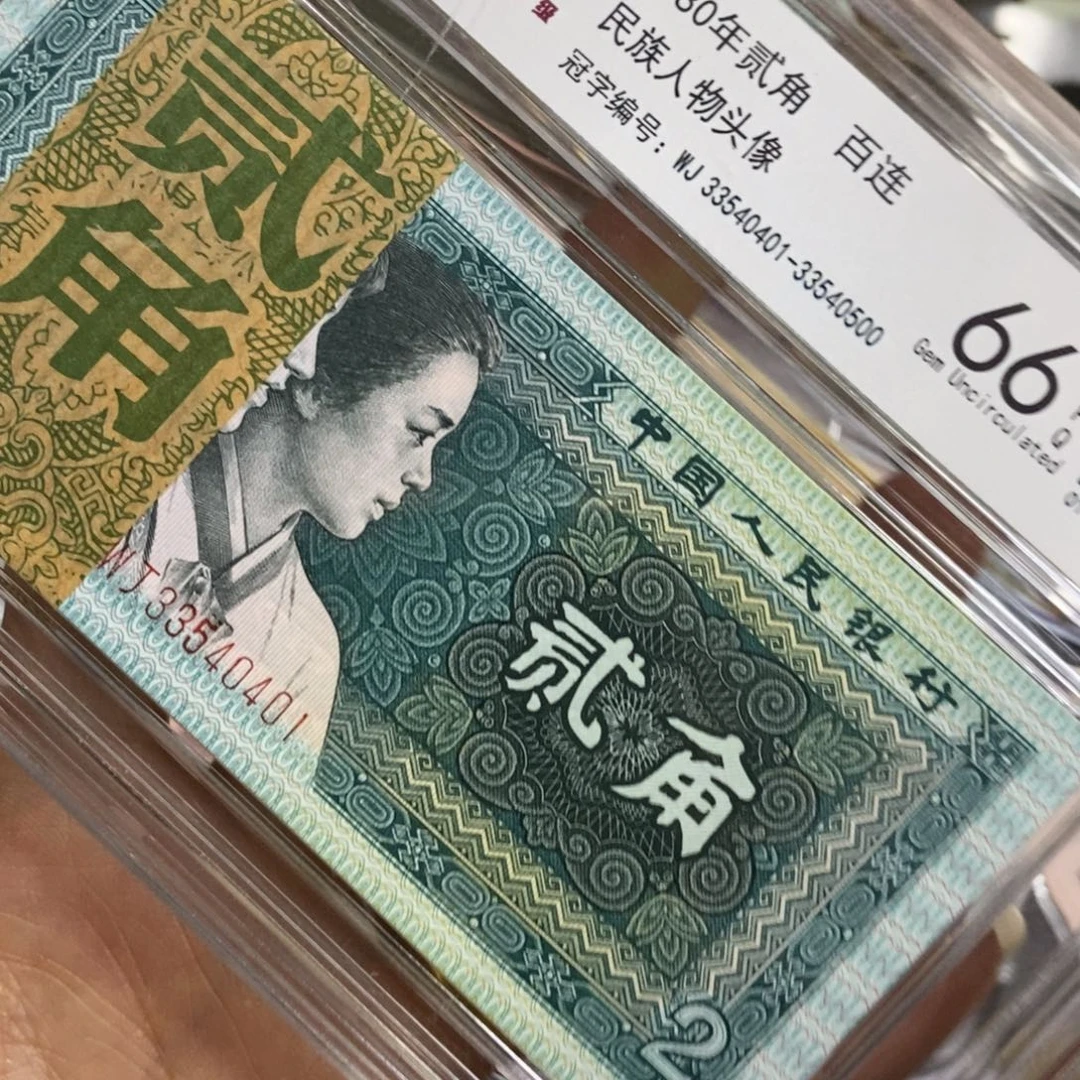 级
80年贰角 百连
民族人物头像
冠字编号：WJ 33540401-33540500
66
Q
Gem Uncirculated
贰角
中国人民银行
贰角
WJ33540401
2